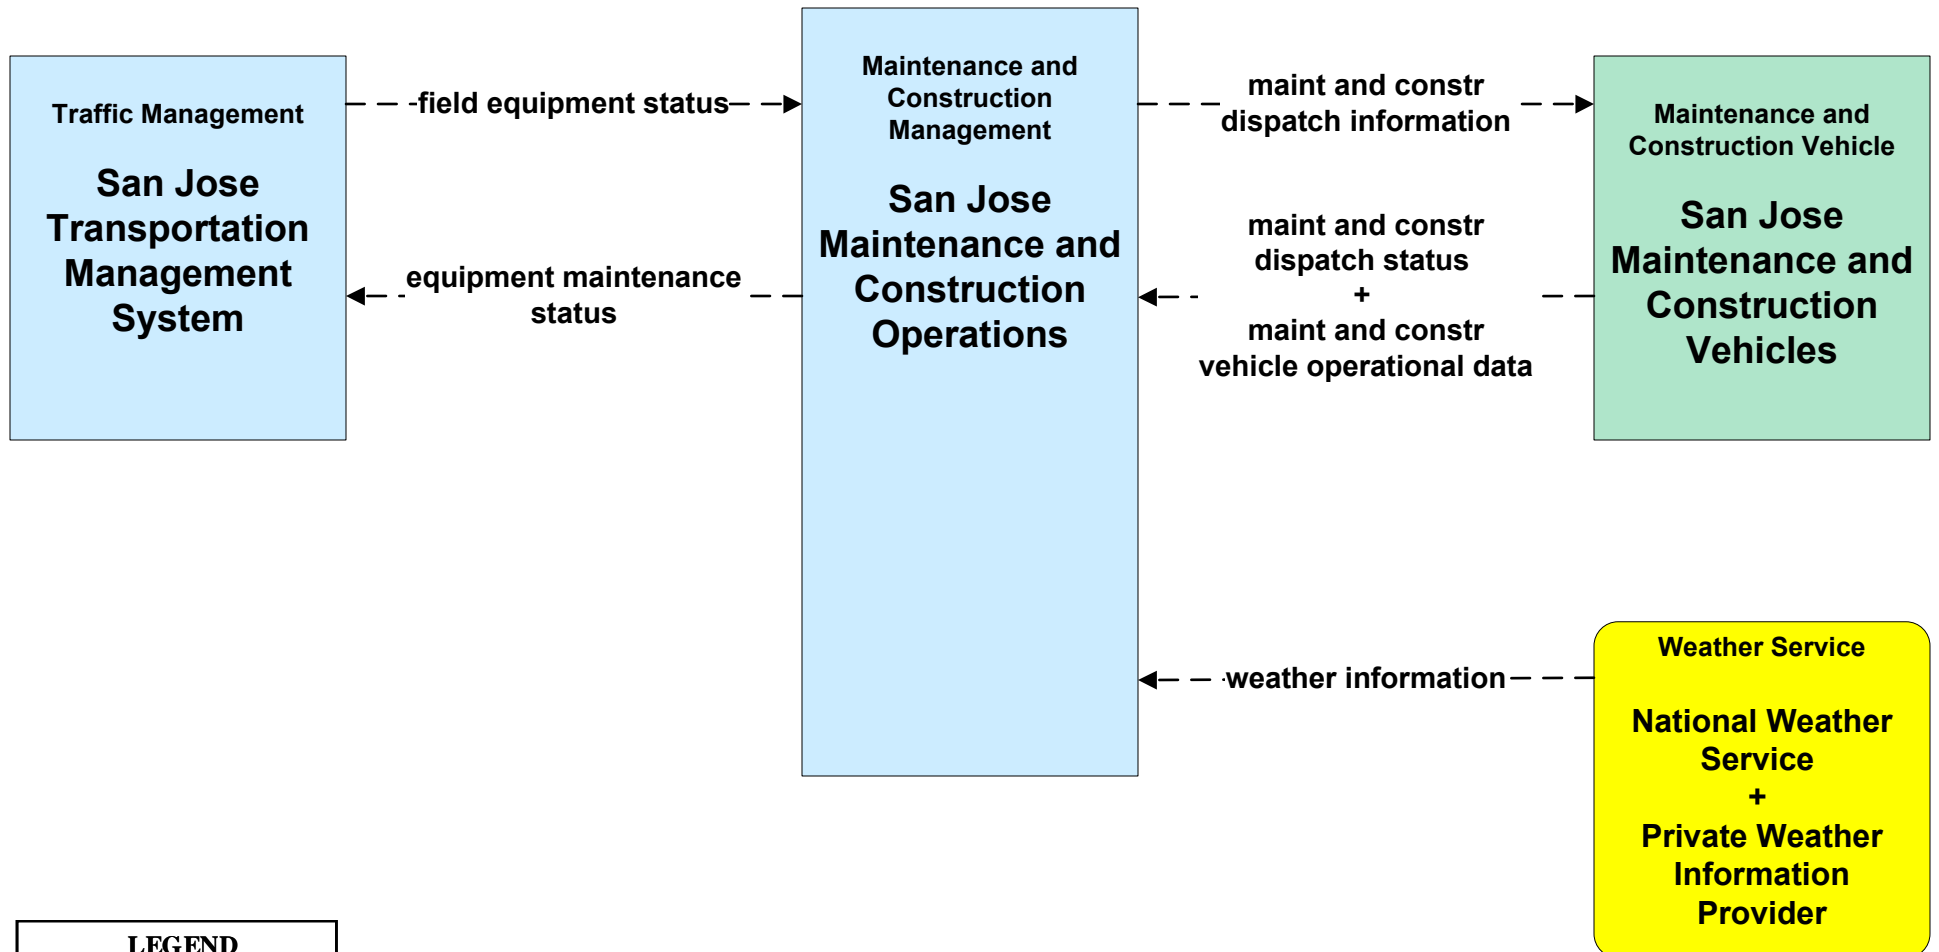 Traffic Management
San Jose
Transportation
Management
System
field equipment status
equipment maintenance
status
Maintenance and
Construction
Management
San Jose
Maintenance and
Construction
Operations
maint and constr
dispatch information
maint and constr
dispatch status
+
maint and constr
vehicle operational data
Maintenance and
Construction Vehicle
San Jose
Maintenance and
Construction
Vehicles
weather information
Weather Service
National Weather
Service
+
Private Weather
Information
Provider
LEGEND